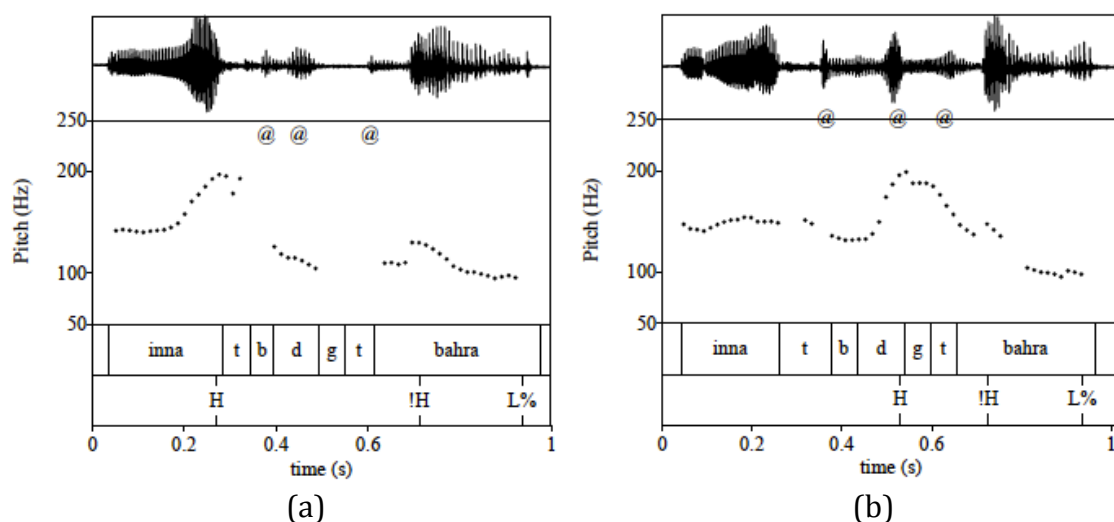 250
@ @ @
200
Pitch (Hz)
100
50
inna t b d g t bahra
H !H L%
0 0.2 0.4 0.6 0.8 1
time (s)
(a)
250
@ @ @
200
Pitch (Hz)
100
50
inna t b d g t bahra
H !H L%
0 0.2 0.4 0.6 0.8 1
time (s)
(b)